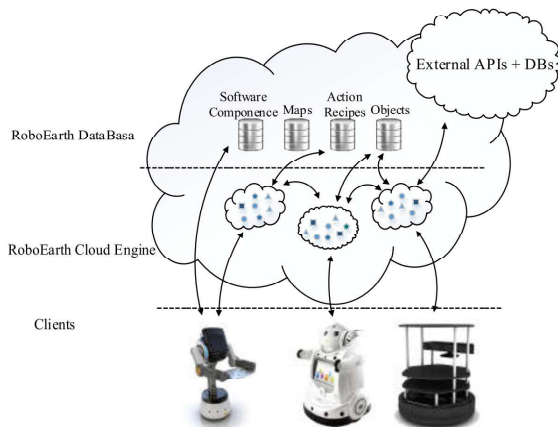 External APIs + DBs
Software Componence
Maps
Action Recipes
Objects
RoboEarth DataBasa
RoboEarth Cloud Engine
Clients